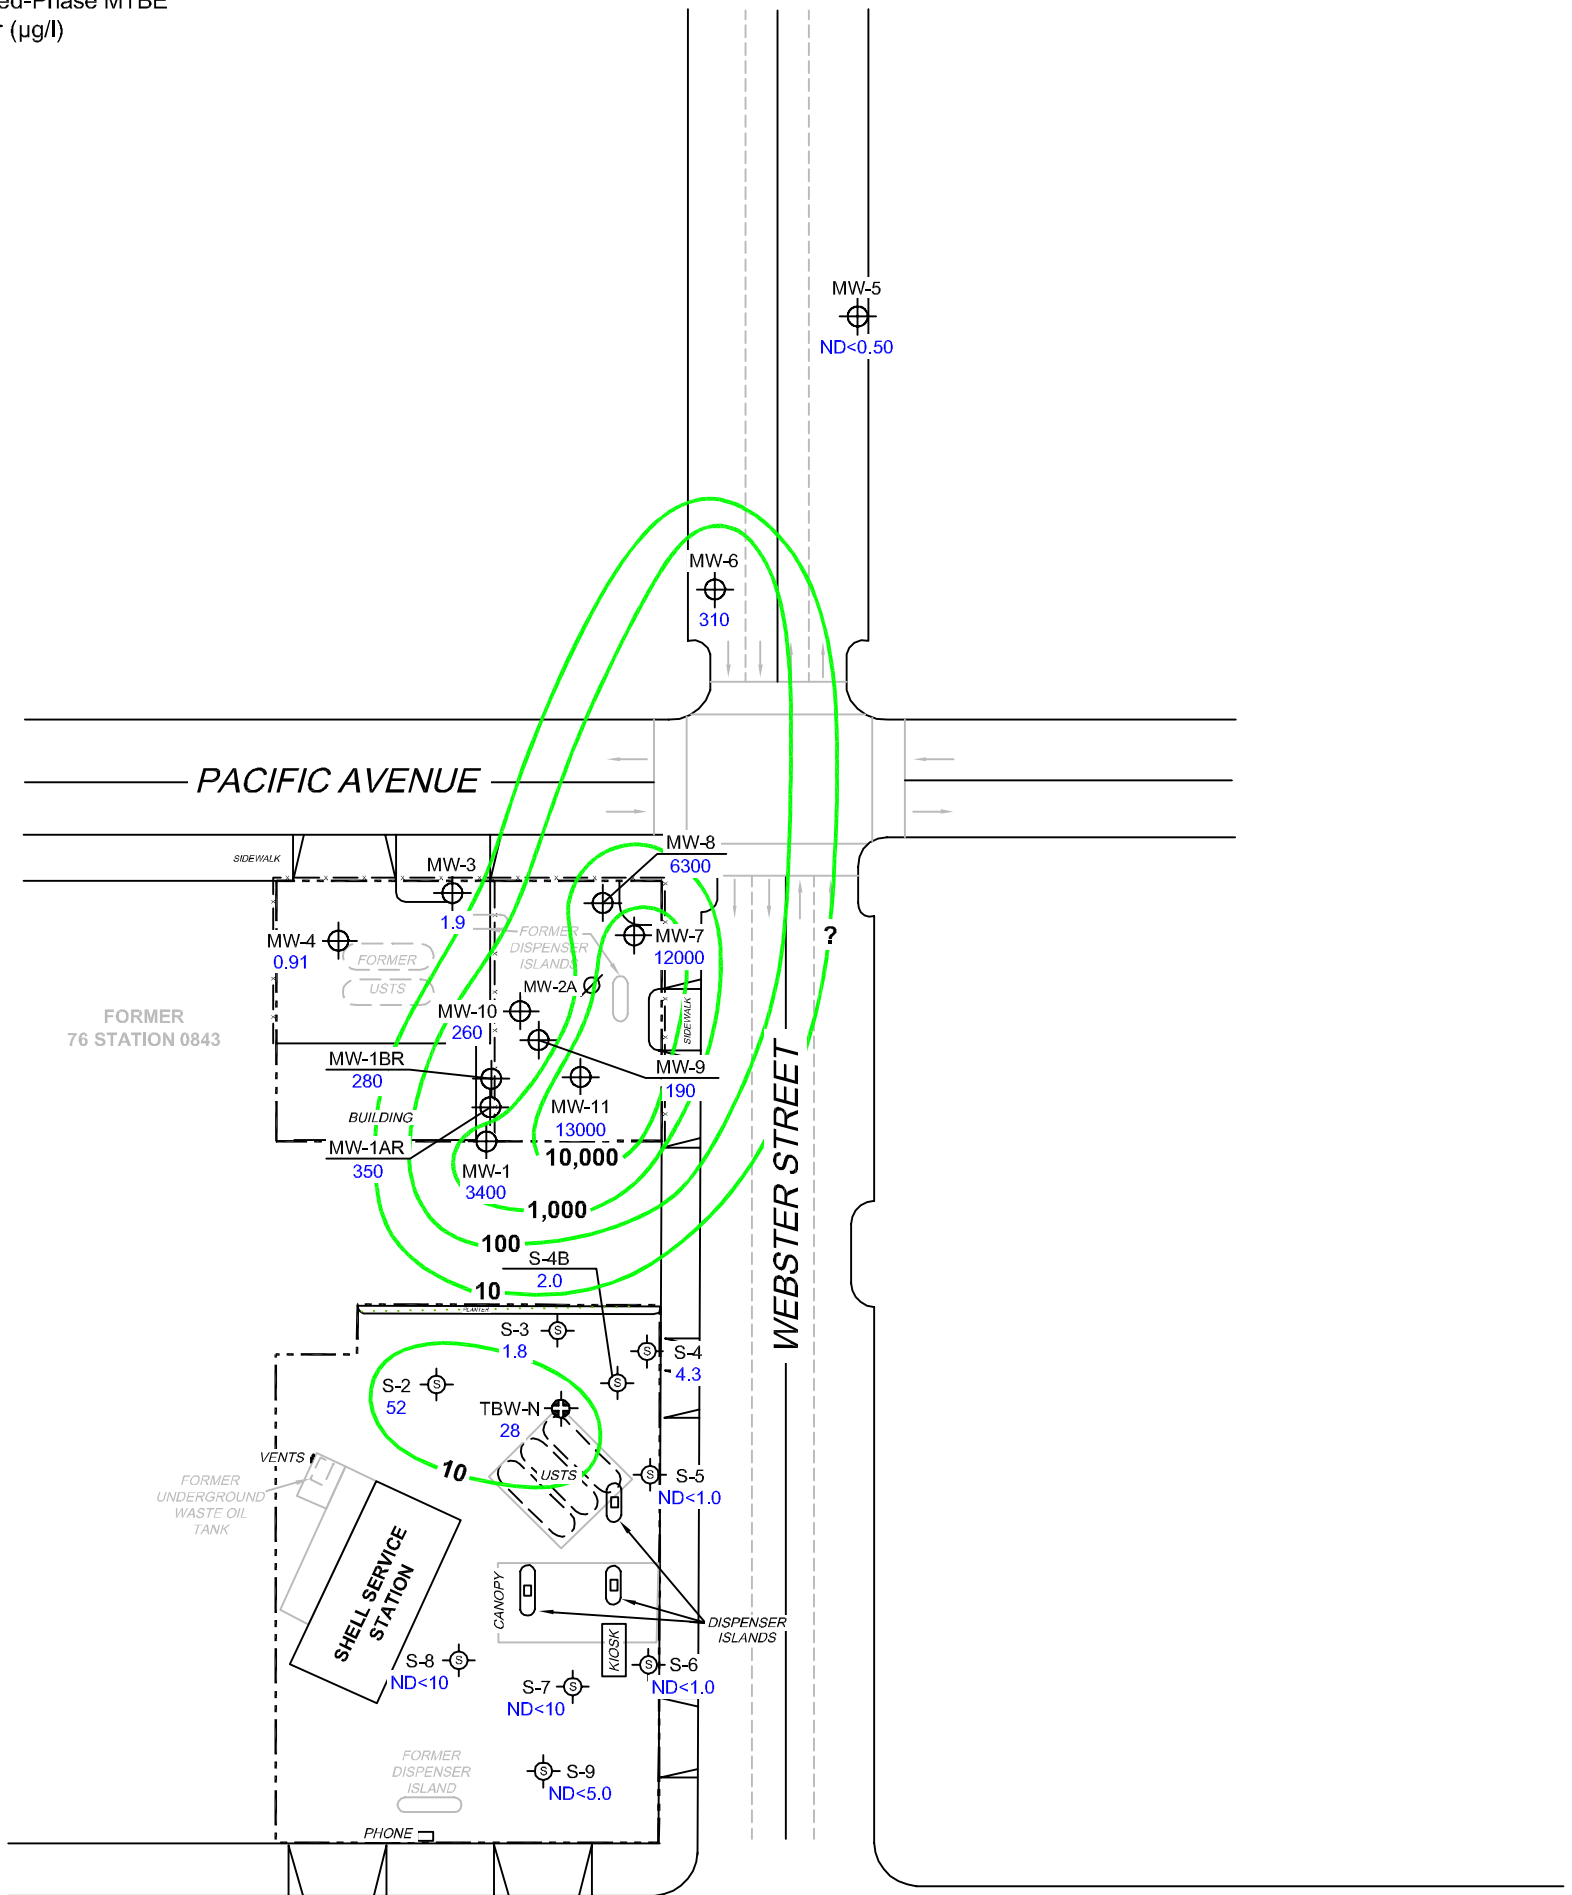 ed-Phase MTBE
r (µg/l)
MW-5
ND<0.50
MW-6
310
PACIFIC AVENUE
MW-8
6300
SIDEWALK
MW-3
1.9
FORMER
DISPENSER
ISLANDS
MW-7
12000
?
MW-4
0.91
FORMER
USTS
MW-2A
MW-10
260
SIDEWALK
FORMER
76 STATION 0843
MW-1BR
280
MW-9
190
BUILDING
MW-11
13000
MW-1AR
350
10,000
MW-1
3400
1,000
100
S-4B
2.0
10
WEBSTER STREET
PLANTER
S-3
1.8
S-4
4.3
S-2
52
TBW-N
28
VENTS
10
USTS
S-5
ND<1.0
FORMER
UNDERGROUND
WASTE OIL
TANK
SHELL SERVICE
STATION
CANOPY
DISPENSER
ISLANDS
KIOSK
S-8
ND<10
S-7
ND<10
S-6
ND<1.0
FORMER
DISPENSER
ISLAND
S-9
ND<5.0
PHONE
S
S
S
S
S
S
S
S
S